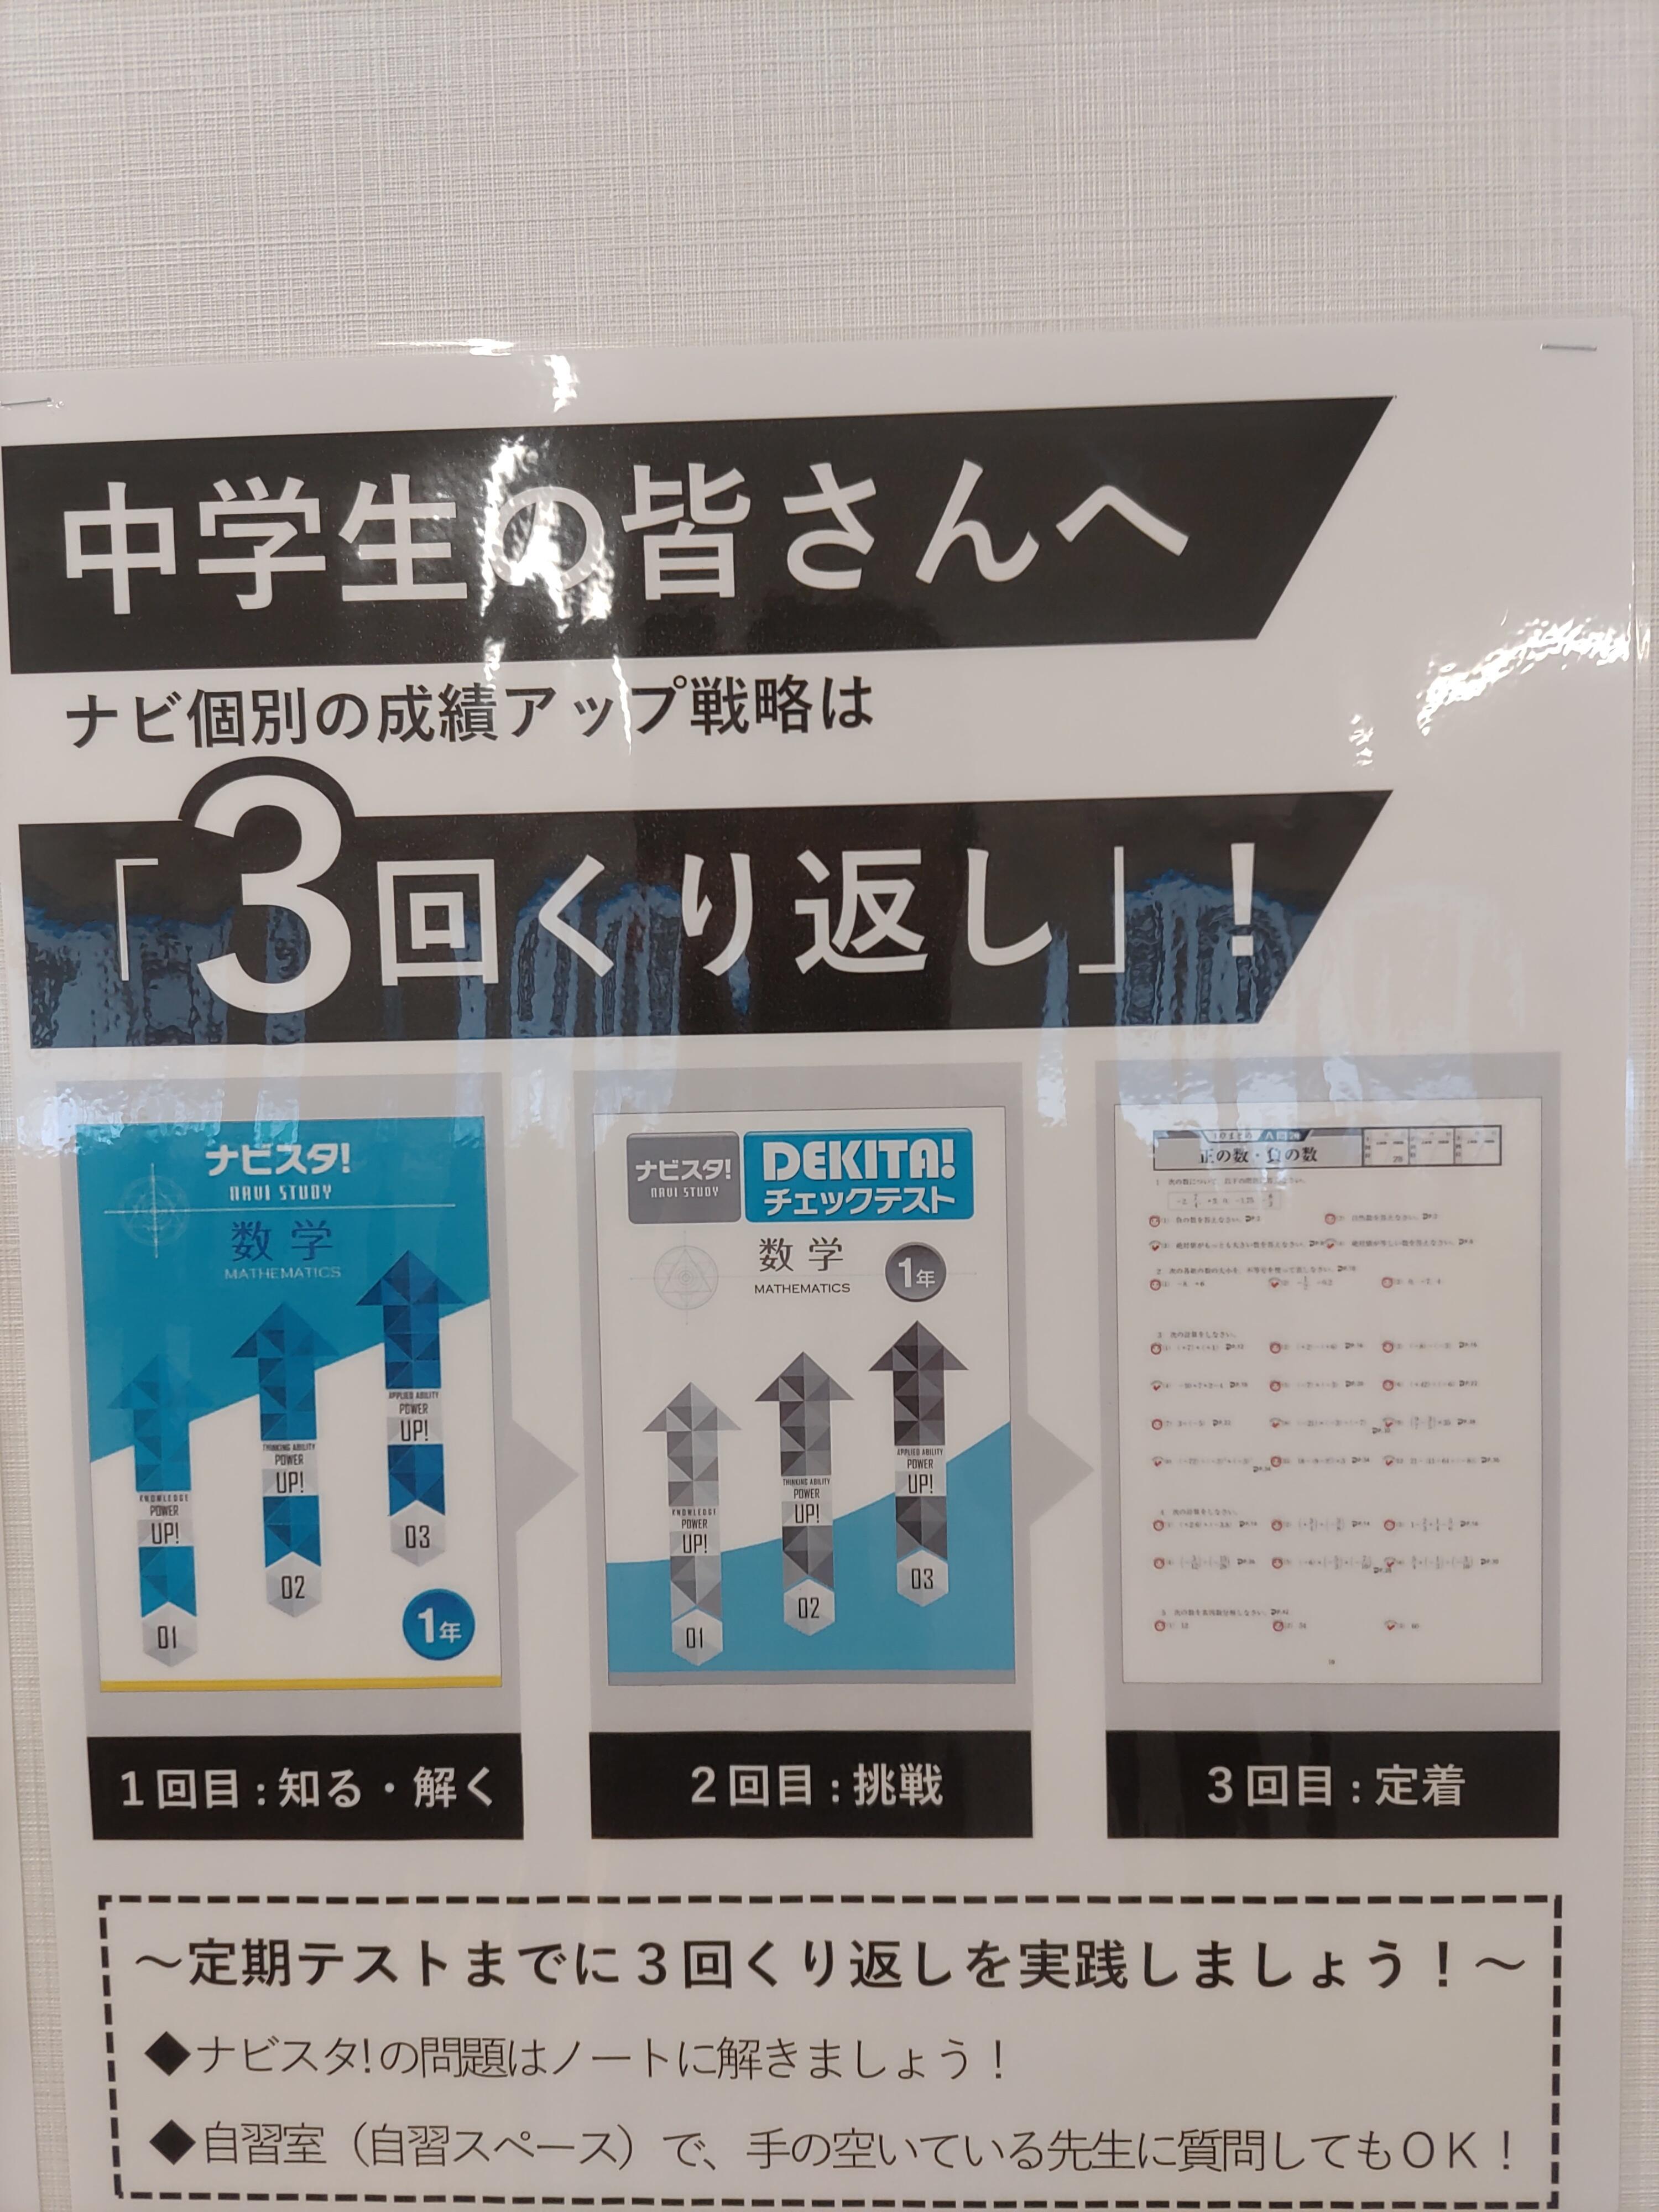 中学生の皆さんへ
ナビ個別の成績アップ戦略は
「3回くり返し」！
ナビスタ!
NAVI STUDY
数学
MATHEMATICS
KNOWLEDGE
POWER
UP!
01
THINKING ABILITY
POWER
UP!
02
APPLIED ABILITY
POWER
UP!
03
1年
ナビスタ!
NAVI STUDY
DEKITA!
チェックテスト
数学
MATHEMATICS
1年
KNOWLEDGE
POWER
UP!
01
THINKING ABILITY
POWER
UP!
02
APPLIED ABILITY
POWER
UP!
03
正の数・負の数
1回目：知る・解く
2回目：挑戦
3回目：定着
～定期テストまでに3回くり返しを実践しましょう！～
◆ナビスタ!の問題はノートに解きましょう！
◆自習室（自習スペース）で、手の空いている先生に質問してもＯＫ！